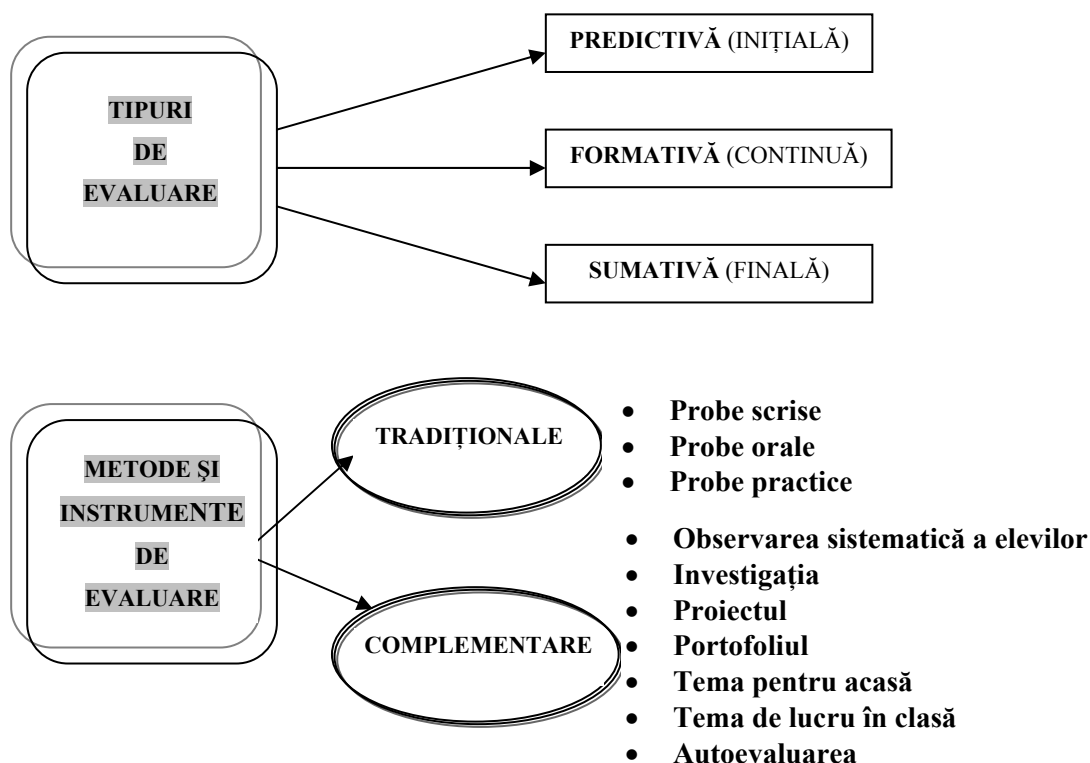 TIPURI
DE
EVALUARE
PREDICTIVĂ (INIȚIALĂ)
FORMATIVĂ (CONTINUĂ)
SUMATIVĂ (FINALĂ)
METODE ŞI
INSTRUMENTE
DE
EVALUARE
TRADIȚIONALE
• Probe scrise
• Probe orale
• Probe practice
COMPLEMENTARE
• Observarea sistematică a elevilor
• Investigația
• Proiectul
• Portofoliul
• Tema pentru acasă
• Tema de lucru în clasă
• Autoevaluarea